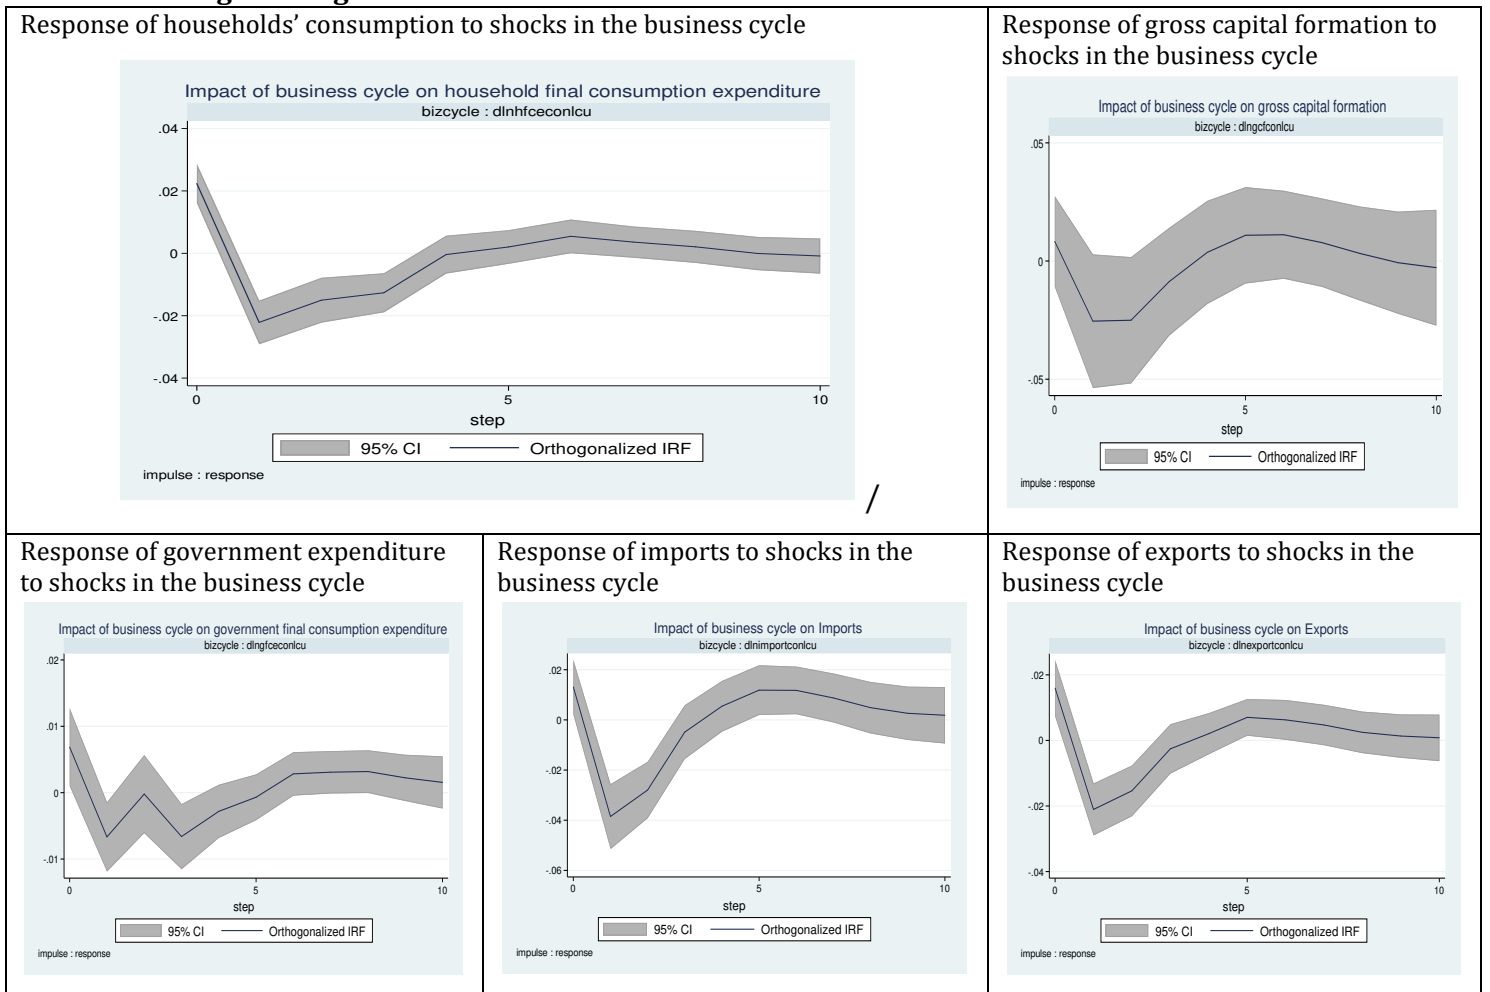 Response of households’ consumption to shocks in the business cycle
Impact of business cycle on household final consumption expenditure
bizcycle : dlnhfceconlcu
.04
.02
0
-.02
-.04
0
5
10
step
95% CI
Orthogonalized IRF
impulse : response
/
Response of gross capital formation to
shocks in the business cycle
Impact of business cycle on gross capital formation
bizcycle : dlngcfconlcu
.05
0
-.05
0
5
10
step
95% CI
Orthogonalized IRF
impulse : response
Response of government expenditure
to shocks in the business cycle
Impact of business cycle on government final consumption expenditure
bizcycle : dlngfceconlcu
.02
.01
0
-.01
0
5
10
step
95% CI
Orthogonalized IRF
impulse : response
Response of imports to shocks in the
business cycle
Impact of business cycle on Imports
bizcycle : dlnimportconlcu
.02
0
-.02
-.04
-.06
0
5
10
step
95% CI
Orthogonalized IRF
impulse : response
Response of exports to shocks in the
business cycle
Impact of business cycle on Exports
bizcycle : dlnexportconlcu
.02
0
-.02
-.04
0
5
10
step
95% CI
Orthogonalized IRF
impulse : response